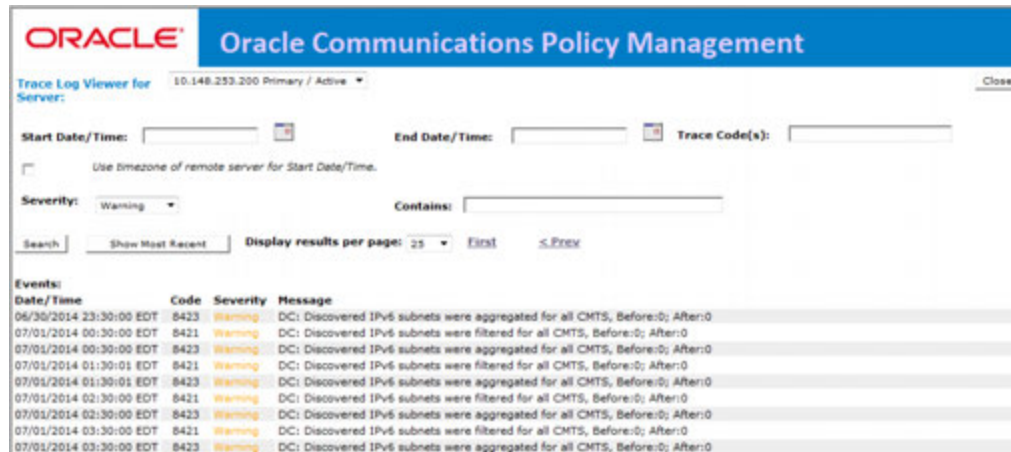 ORACLE®
Oracle Communications Policy Management
Trace Log Viewer for Server:
10.148.253.200 Primary / Active
Close
Start Date/Time:
End Date/Time:
Trace Code(s):
Use timezone of remote server for Start Date/Time.
Severity:
Warning
Contains:
Search
Show Most Recent
Display results per page: 25
First
< Prev
Events:
Date/Time Code Severity Message
06/30/2014 23:30:00 EDT 8423 Warning DC: Discovered IPv6 subnets were aggregated for all CMTS, Before:0; After:0
07/01/2014 00:30:00 EDT 8421 Warning DC: Discovered IPv6 subnets were filtered for all CMTS, Before:0; After:0
07/01/2014 00:30:00 EDT 8423 Warning DC: Discovered IPv6 subnets were aggregated for all CMTS, Before:0; After:0
07/01/2014 01:30:01 EDT 8421 Warning DC: Discovered IPv6 subnets were filtered for all CMTS, Before:0; After:0
07/01/2014 01:30:01 EDT 8423 Warning DC: Discovered IPv6 subnets were aggregated for all CMTS, Before:0; After:0
07/01/2014 02:30:00 EDT 8421 Warning DC: Discovered IPv6 subnets were filtered for all CMTS, Before:0; After:0
07/01/2014 02:30:00 EDT 8423 Warning DC: Discovered IPv6 subnets were aggregated for all CMTS, Before:0; After:0
07/01/2014 03:30:00 EDT 8421 Warning DC: Discovered IPv6 subnets were filtered for all CMTS, Before:0; After:0
07/01/2014 03:30:00 EDT 8423 Warning DC: Discovered IPv6 subnets were aggregated for all CMTS, Before:0; After:0